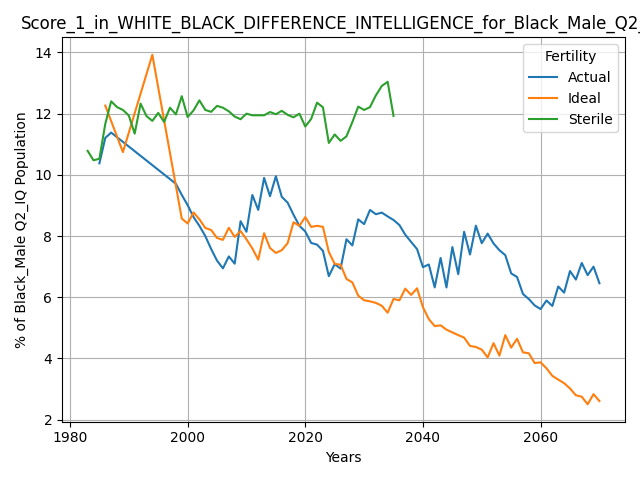 Score_1_in_WHITE_BLACK_DIFFERENCE_INTELLIGENCE_for_Black_Male_Q2_
Fertility
Actual
Ideal
Sterile
% of Black_Male Q2_IQ Population
14
12
10
8
6
4
2
1980
2000
2020
2040
2060
Years